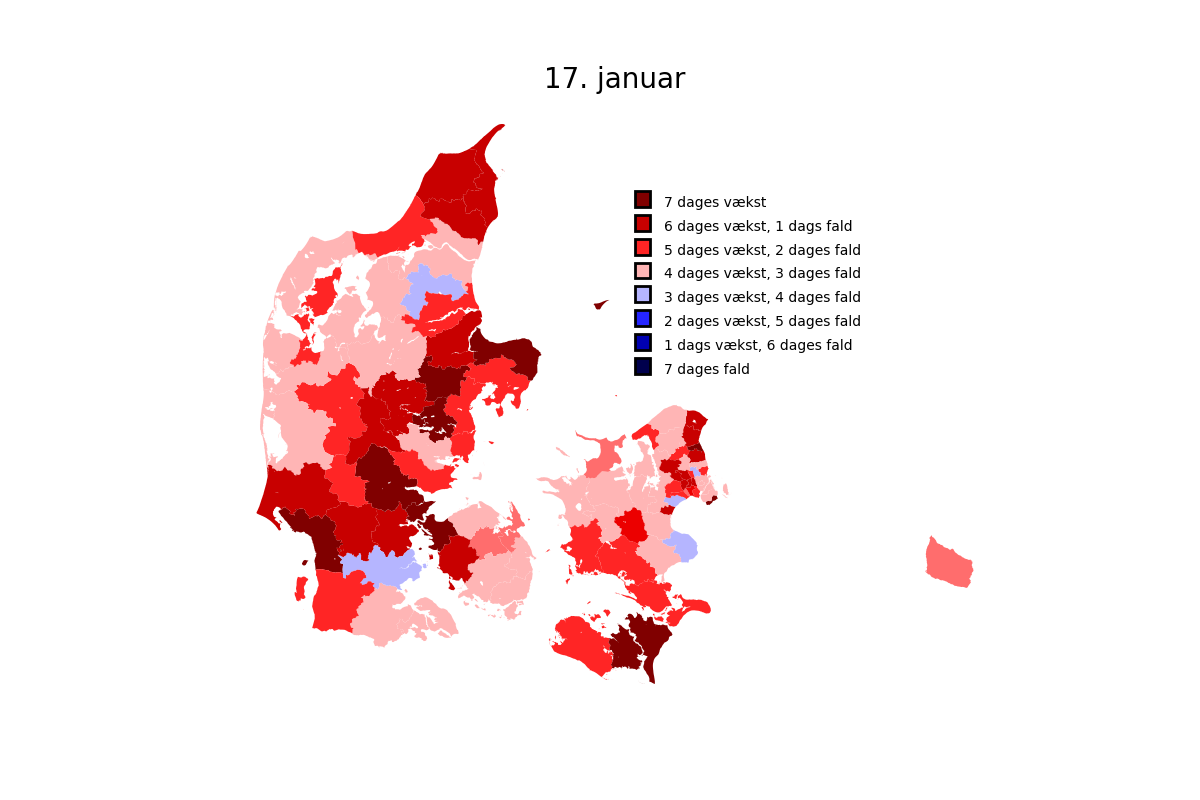 17. januar
7 dages vækst
6 dages vækst, 1 dags fald
5 dages vækst, 2 dages fald
4 dages vækst, 3 dages fald
3 dages vækst, 4 dages fald
2 dages vækst, 5 dages fald
1 dags vækst, 6 dages fald
7 dages fald